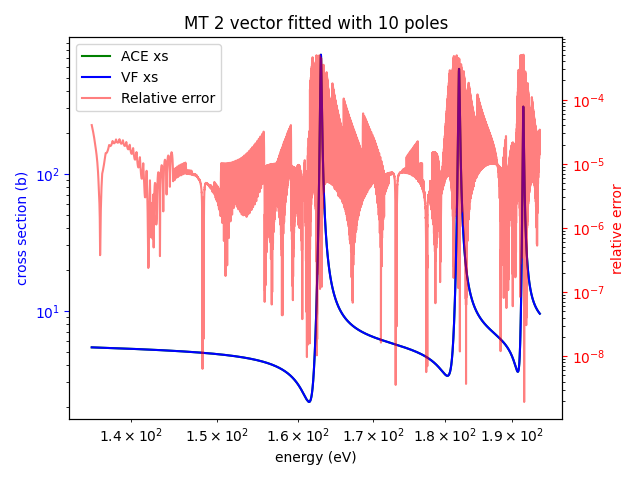 MT 2 vector fitted with 10 poles
ACE xs
VF xs
Relative error
10²
10¹
cross section (b)
10⁻⁴
10⁻⁵
10⁻⁶
10⁻⁷
10⁻⁸
relative error
1.4 × 10² 1.5 × 10² 1.6 × 10² 1.7 × 10² 1.8 × 10² 1.9 × 10²
energy (eV)